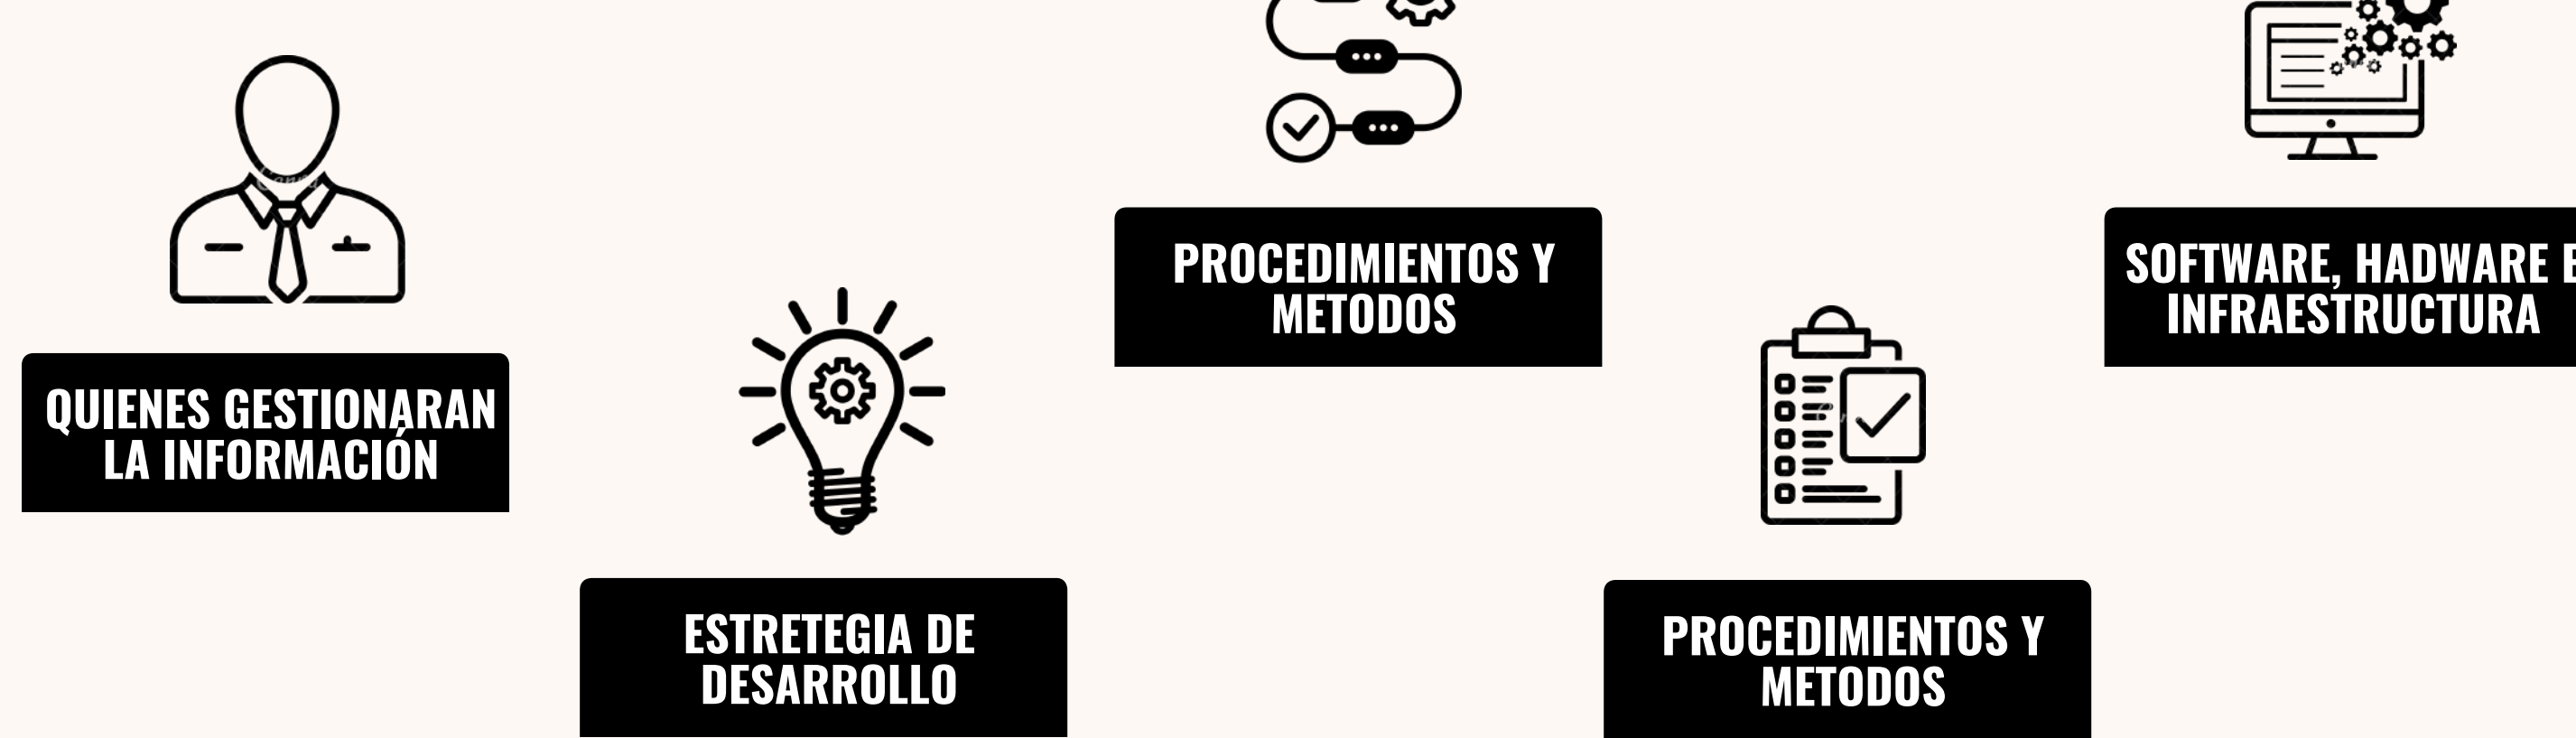 QUIENES GESTIONARAN
LA INFORMACIÓN
ESTRETEGIA DE
DESARROLLO
PROCEDIMIENTOS Y
METODOS
PROCEDIMIENTOS Y
METODOS
SOFTWARE, HADWARE E
INFRAESTRUCTURA